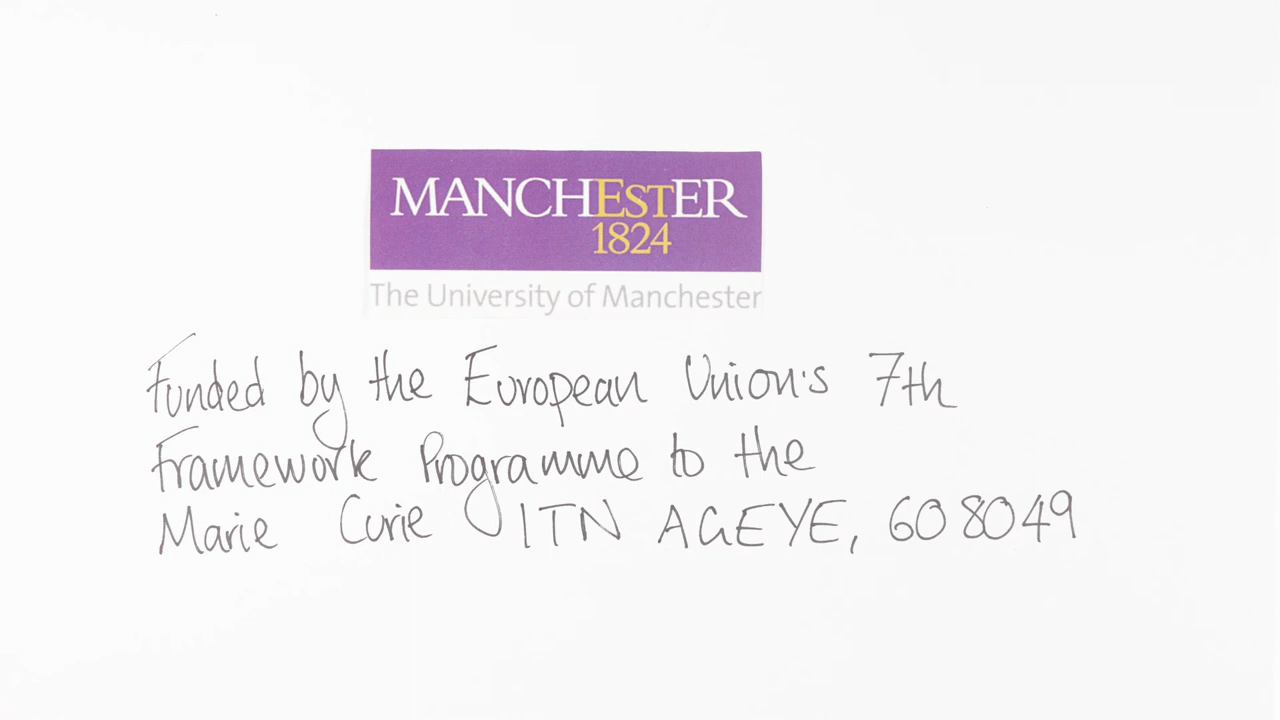 MANCHESTER
1824
The University of Manchester
Funded by the European Union's 7th
Framework Programme to the
Marie Curie ITN AGEYE, 608049